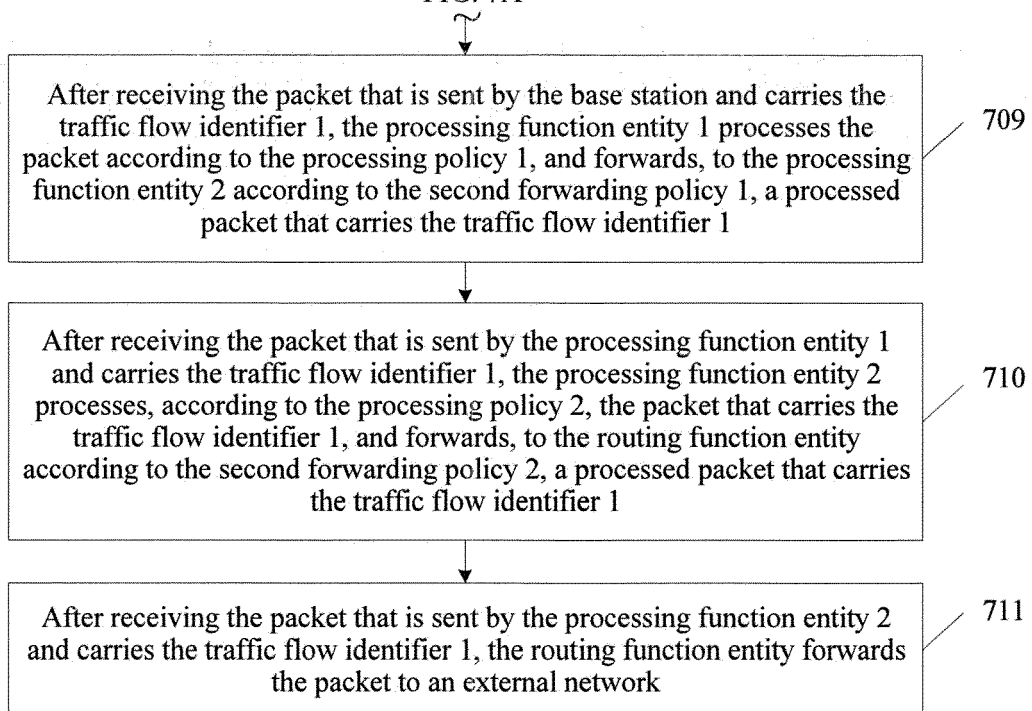 After receiving the packet that is sent by the base station and carries the
traffic flow identifier 1, the processing function entity 1 processes the
packet according to the processing policy 1, and forwards, to the processing
function entity 2 according to the second forwarding policy 1, a processed
packet that carries the traffic flow identifier 1
709
After receiving the packet that is sent by the processing function entity 1
and carries the traffic flow identifier 1, the processing function entity 2
processes, according to the processing policy 2, the packet that carries the
traffic flow identifier 1, and forwards, to the routing function entity
according to the second forwarding policy 2, a processed packet that carries
the traffic flow identifier 1
710
After receiving the packet that is sent by the processing function entity 2
and carries the traffic flow identifier 1, the routing function entity forwards
the packet to an external network
711